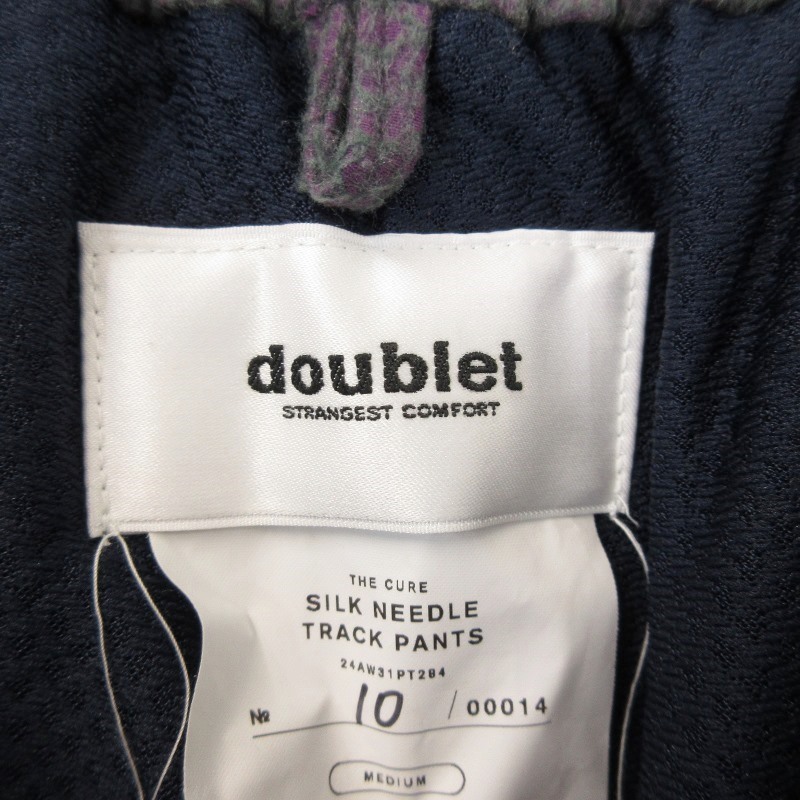 doublet
STRANGEST COMFORT
THE CURE
SILK NEEDLE
TRACK PANTS
24AW31PT284
№ 10 / 00014
MEDIUM